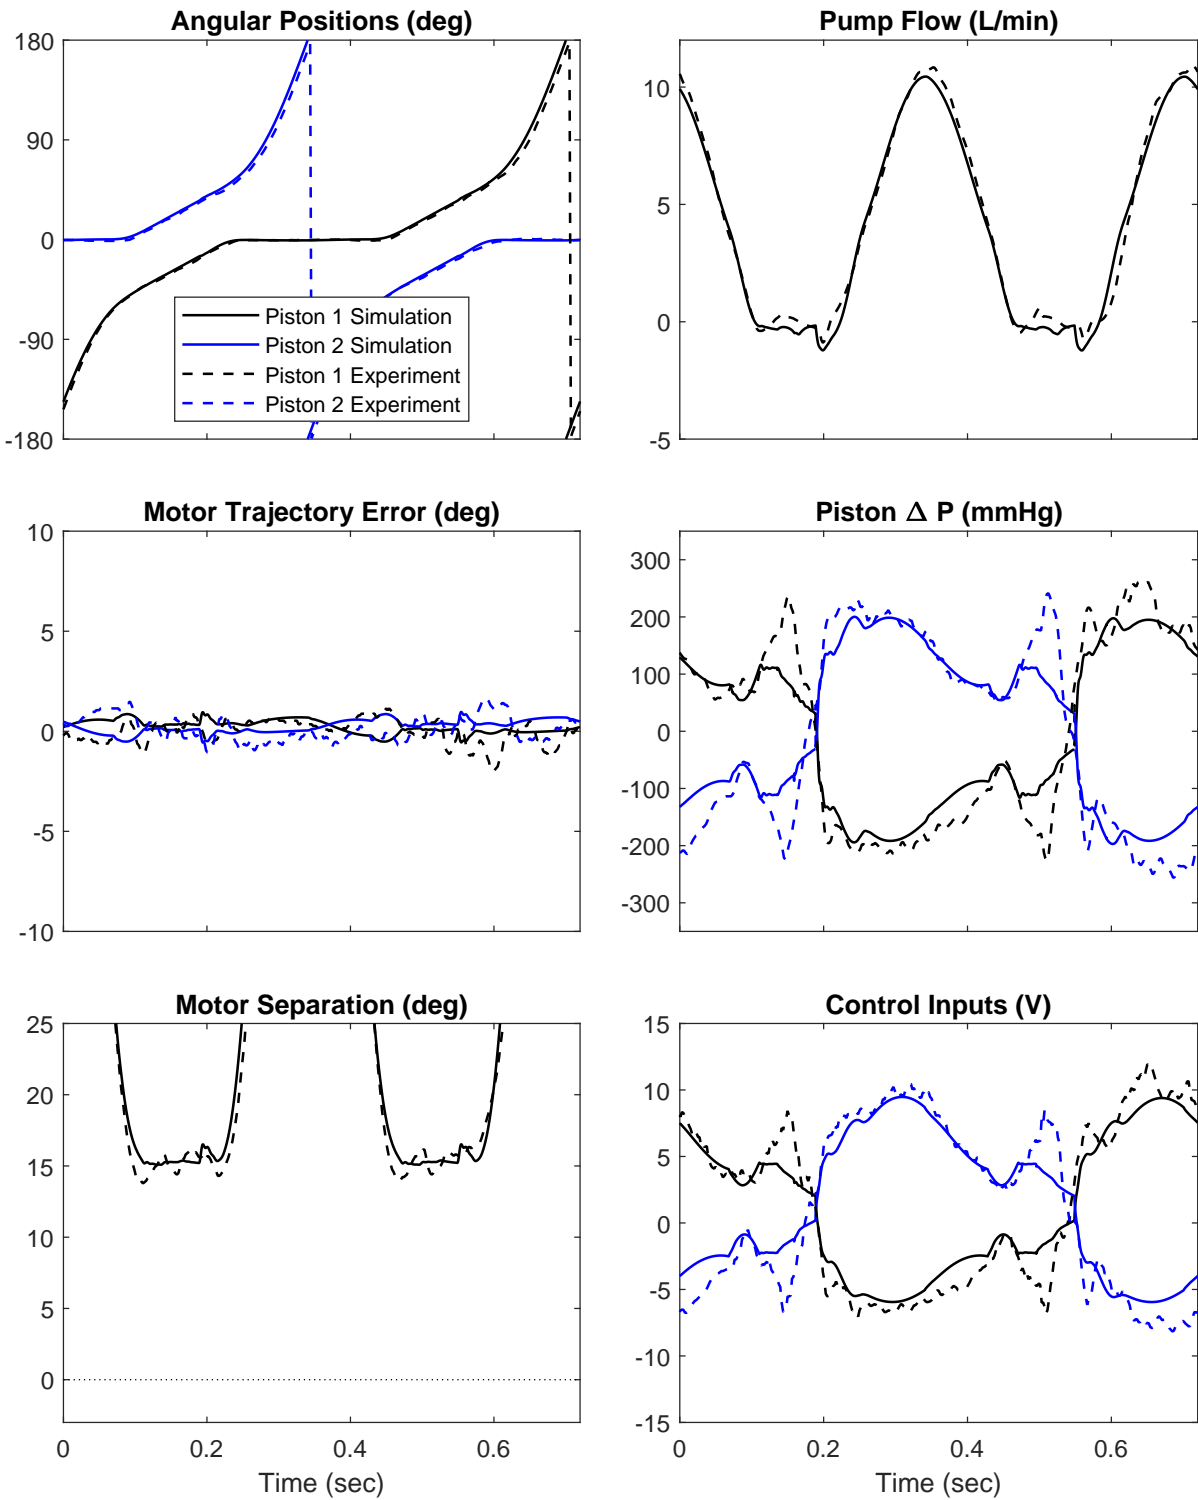 Angular Positions (deg)
180
90
0
-90
-180
Piston 1 Simulation
Piston 2 Simulation
Piston 1 Experiment
Piston 2 Experiment
Pump Flow (L/min)
10
5
0
-5
Motor Trajectory Error (deg)
10
5
0
-5
-10
Piston Δ P (mmHg)
300
200
100
0
-100
-200
-300
Motor Separation (deg)
25
20
15
10
5
0
0 0.2 0.4 0.6
Time (sec)
Control Inputs (V)
15
10
5
0
-5
-10
-15
0 0.2 0.4 0.6
Time (sec)